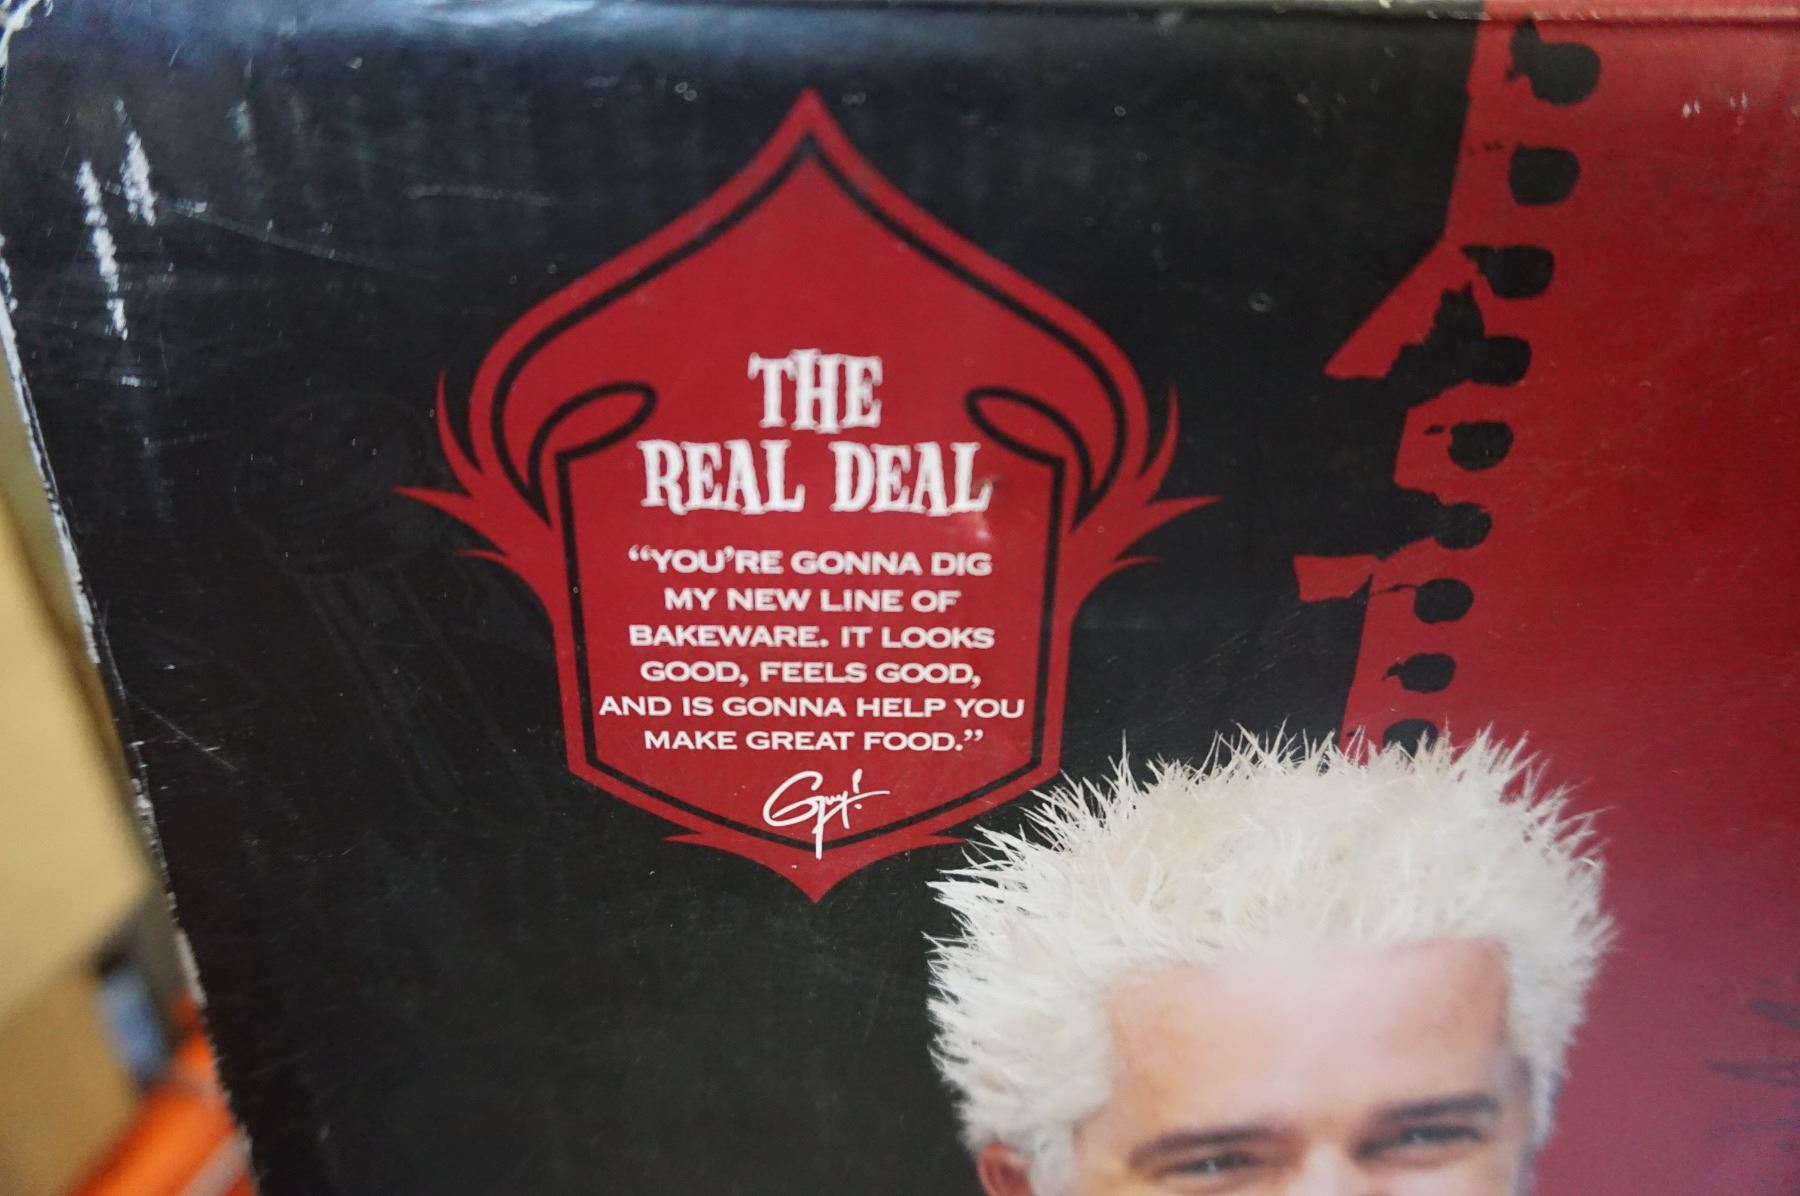 THE
REAL DEAL
“YOU’RE GONNA DIG
MY NEW LINE OF
BAKEWARE. IT LOOKS
GOOD, FEELS GOOD,
AND IS GONNA HELP YOU
MAKE GREAT FOOD.”
Guy!